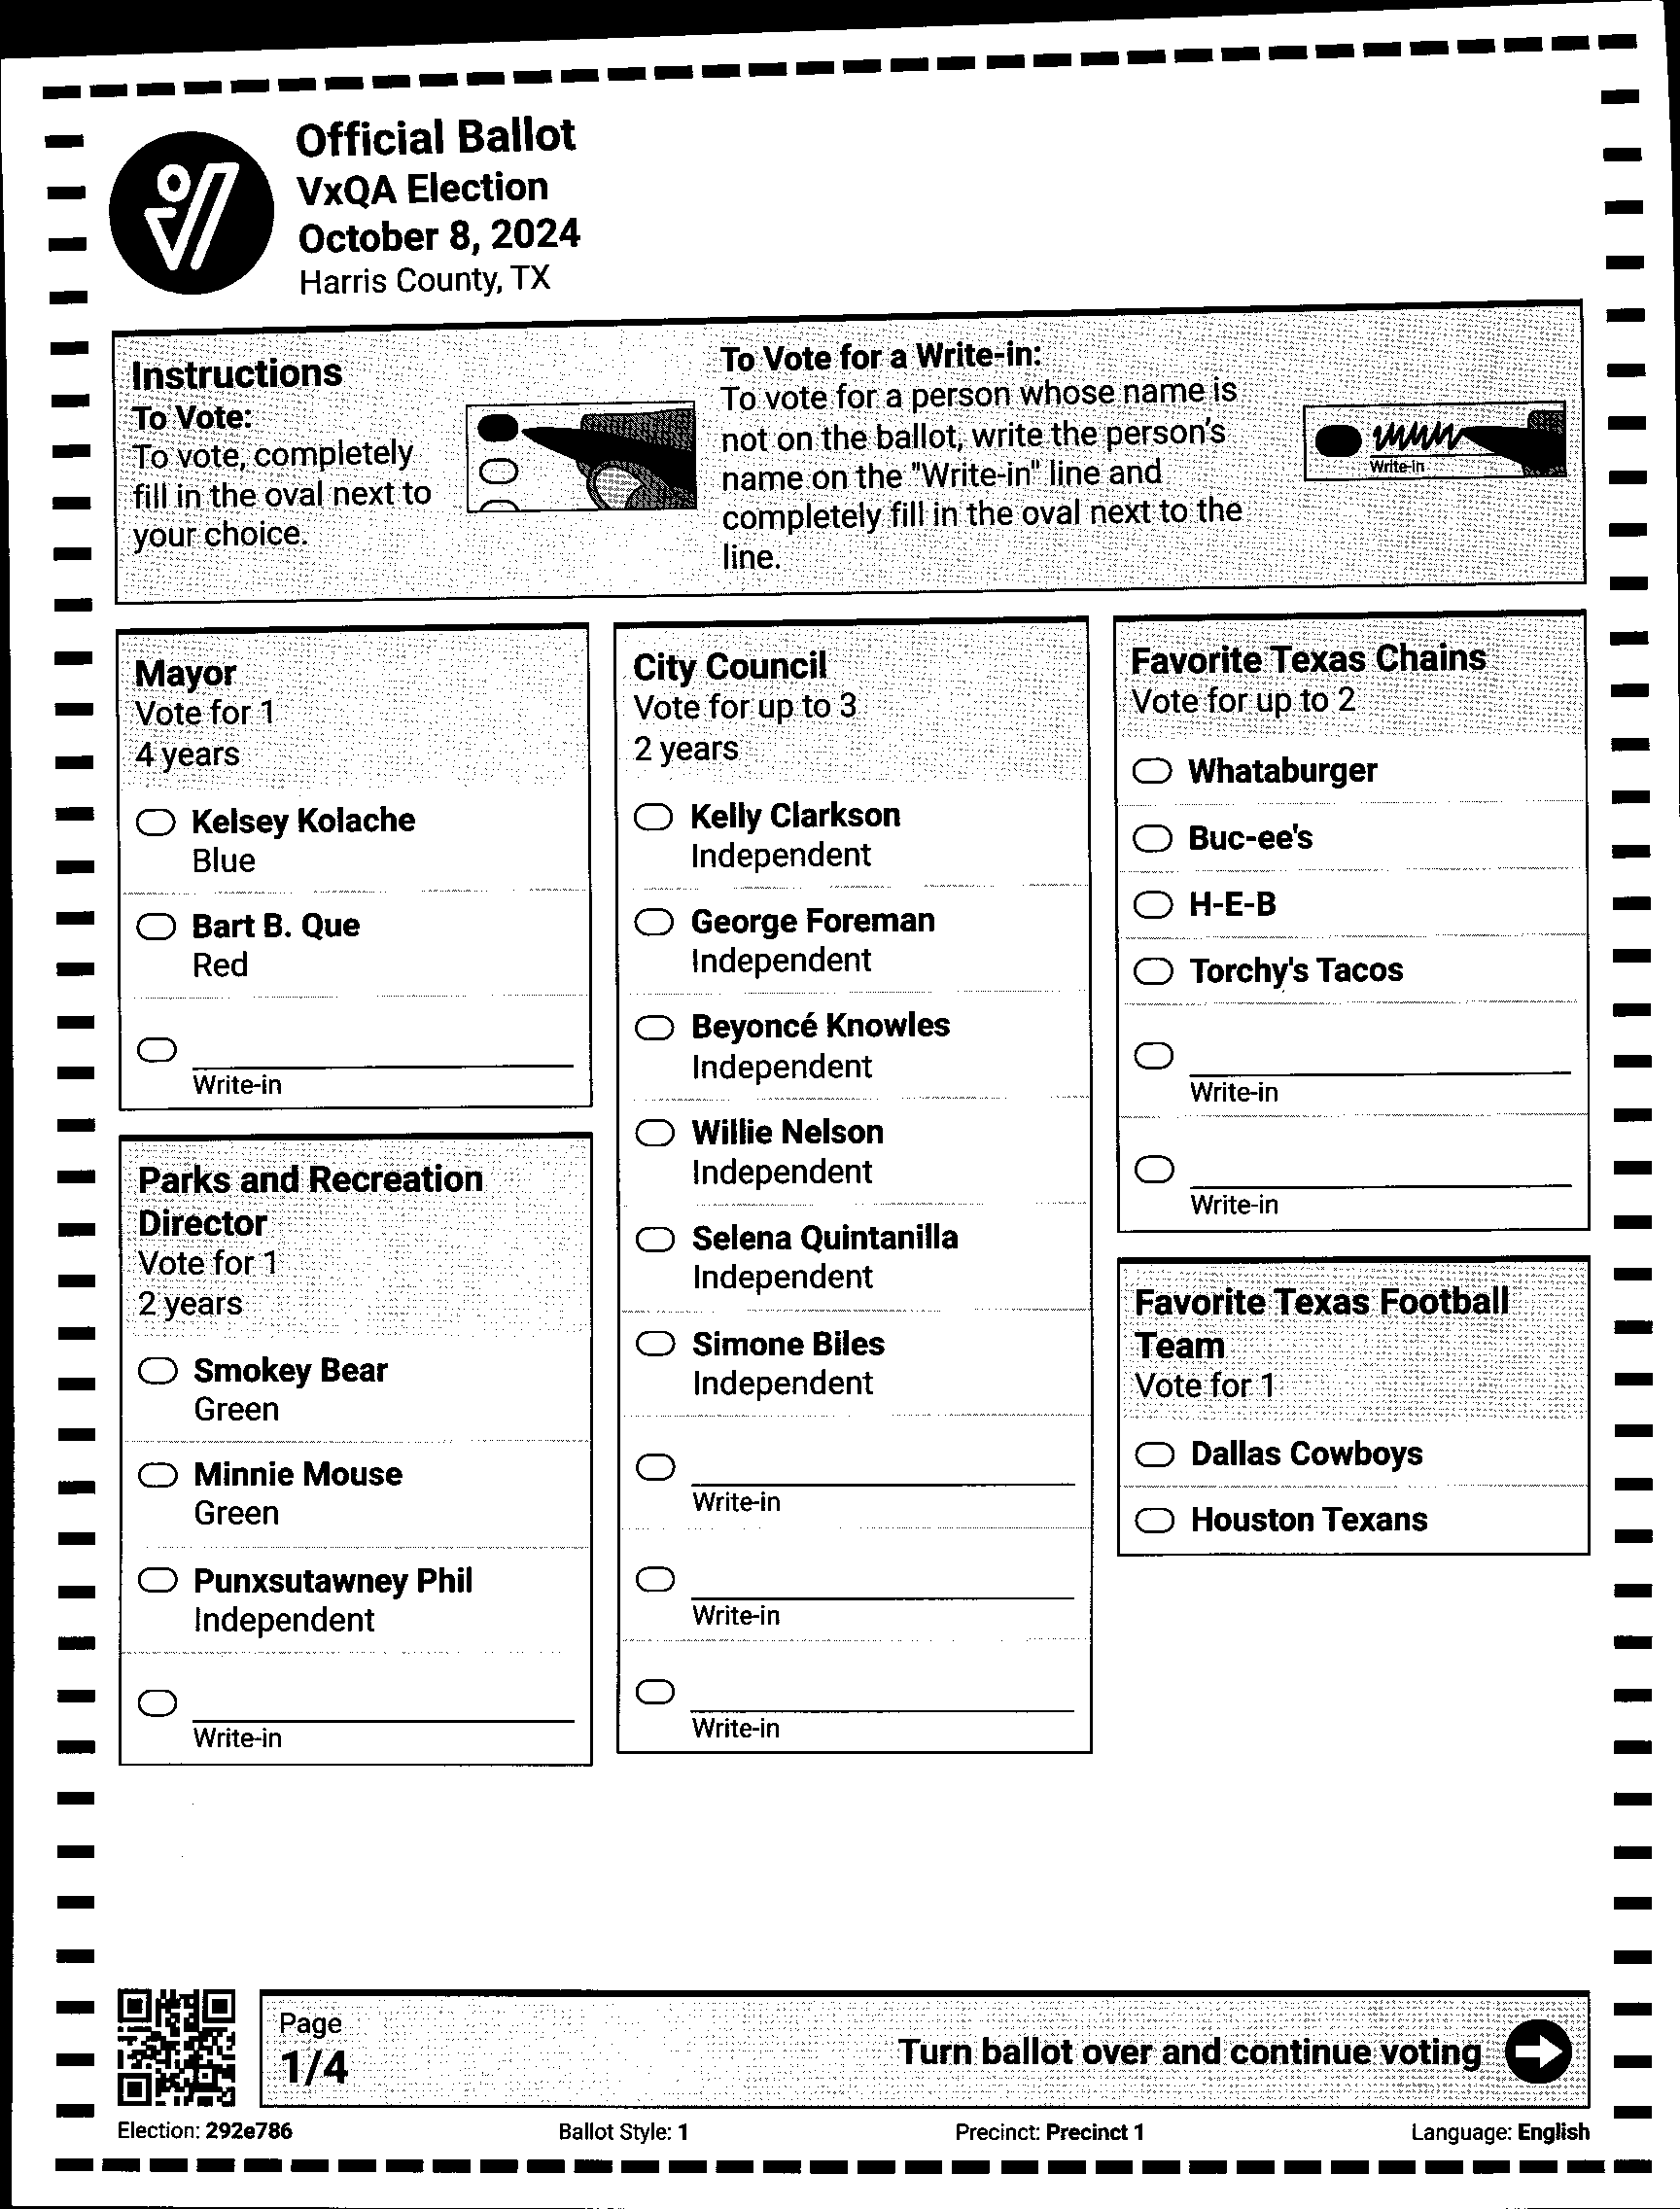 Official Ballot
VxQA Election
October 8, 2024
Harris County, TX
Instructions
To Vote:
To vote, completely
fill in the oval next to
your choice.
To Vote for a Write-in:
To vote for a person whose name is
not on the ballot, write the person's
name on the "Write-in" line and
completely fill in the oval next to the
line.
Write-in
Mayor
Vote for 1
4 years
Kelsey Kolache
Blue
Bart B. Que
Red
Write-in
Parks and Recreation
Director
Vote for 1
2 years
Smokey Bear
Green
Minnie Mouse
Green
Punxsutawney Phil
Independent
Write-in
City Council
Vote for up to 3
2 years
Kelly Clarkson
Independent
George Foreman
Independent
Beyoncé Knowles
Independent
Willie Nelson
Independent
Selena Quintanilla
Independent
Simone Biles
Independent
Write-in
Write-in
Write-in
Favorite Texas Chains
Vote for up to 2
Whataburger
Buc-ee's
H-E-B
Torchy's Tacos
Write-in
Write-in
Favorite Texas Football
Team
Vote for 1
Dallas Cowboys
Houston Texans
Page
1/4
Turn ballot over and continue voting
Election: 292e786
Ballot Style: 1
Precinct: Precinct 1
Language: English